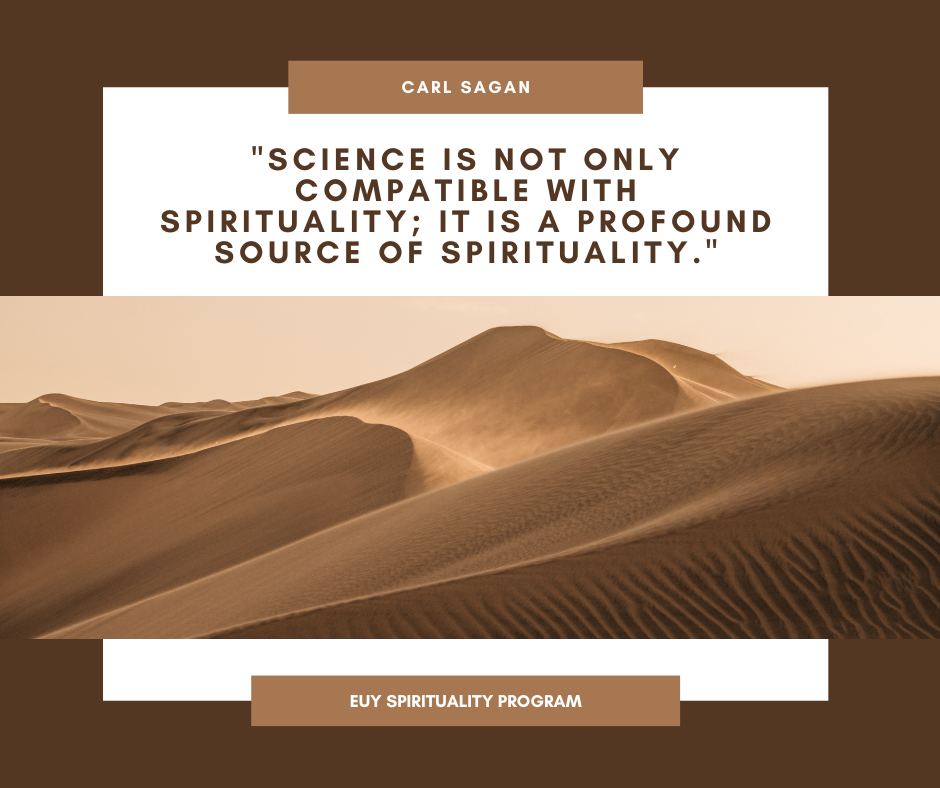 CARL SAGAN
"SCIENCE IS NOT ONLY
COMPATIBLE WITH
SPIRITUALITY; IT IS A PROFOUND
SOURCE OF SPIRITUALITY."
EUY SPIRITUALITY PROGRAM